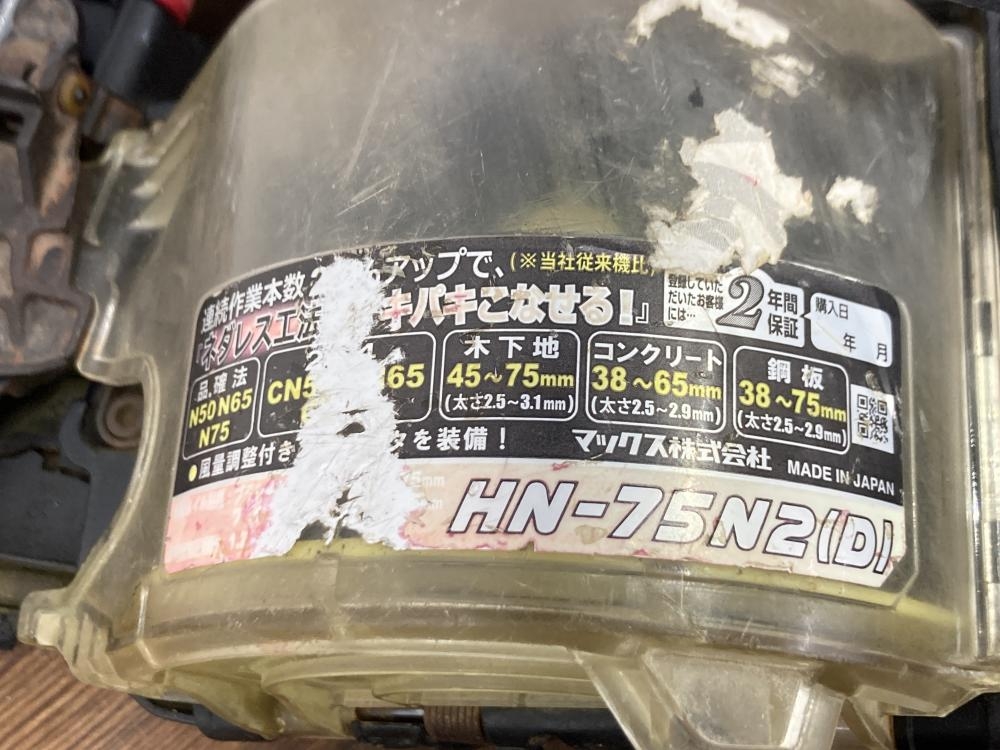 連続作業本数2 アップで、(※当社従来機比
『ネダレス工法 キパキこなせる!』
登録していた
だいたお客様
には…
2年間
保証
購入日
年 月
品確法
N50 N65
N75
CN5 65
木下地
45~75mm
(太さ2.5~3.1mm)
コンクリート
38~65mm
(太さ2.5~2.9mm)
鋼板
38~75mm
(太さ2.5~2.9mm)
●風量調整付き タを装備!
マックス株式会社 MADE IN JAPAN
HN-75N2(D)